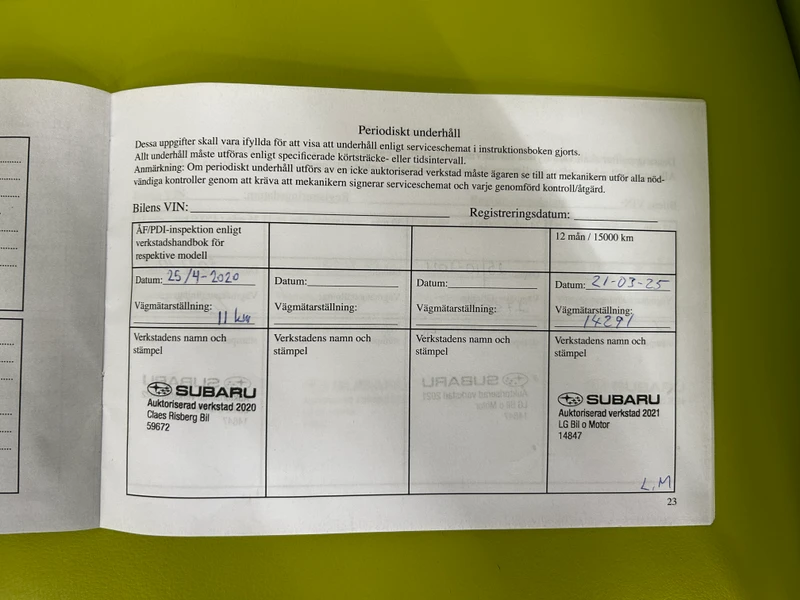 Periodiskt underhåll
Dessa uppgifter skall vara ifyllda för att visa att underhåll enligt serviceschemat i instruktionsboken gjorts.
Allt underhåll måste utföras enligt specificerade körtsträcke- eller tidsintervall.
Anmärkning: Om periodiskt underhåll utförs av en icke auktoriserad verkstad måste ägaren se till att mekanikern utför alla nöd-
vändiga kontroller genom att kräva att mekanikern signerar serviceschemat och varje genomförd kontroll/åtgärd.
Bilens VIN: Registreringsdatum:
ÅF/PDI-inspektion enligt
verkstadshandbok för
respektive modell
Datum: 25/4-2020
Vägmätarställning:
11 km
Verkstadens namn och
stämpel
SUBARU
Auktoriserad verkstad 2020
Claes Risberg Bil
59672
Datum:
Vägmätarställning:
Verkstadens namn och
stämpel
Datum:
Vägmätarställning:
Verkstadens namn och
stämpel
12 mån / 15000 km
Datum: 21-03-25
Vägmätarställning:
14291
Verkstadens namn och
stämpel
SUBARU
Auktoriserad verkstad 2021
LG Bil o Motor
14847
L.M
23